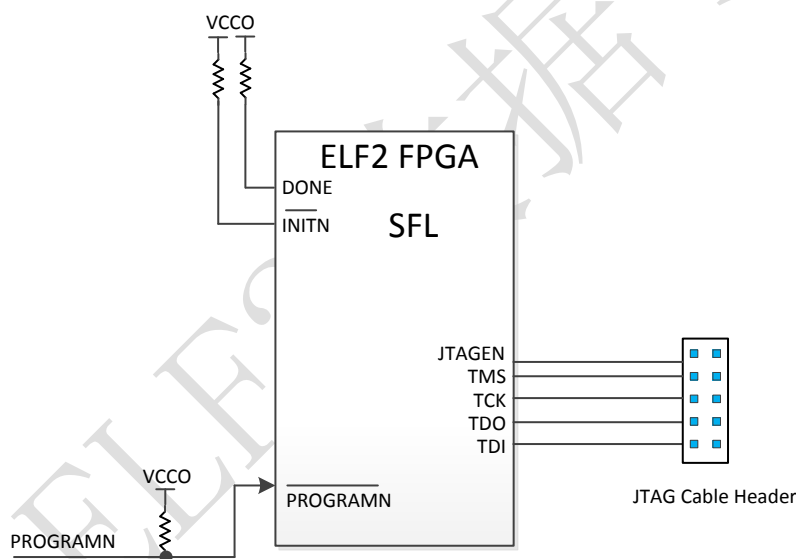 VCCO
ELF2 FPGA
DONE
INITN
SFL
JTAGEN
TMS
TCK
TDO
TDI
VCCO
PROGRAMN
JTAG Cable Header
PROGRAMN